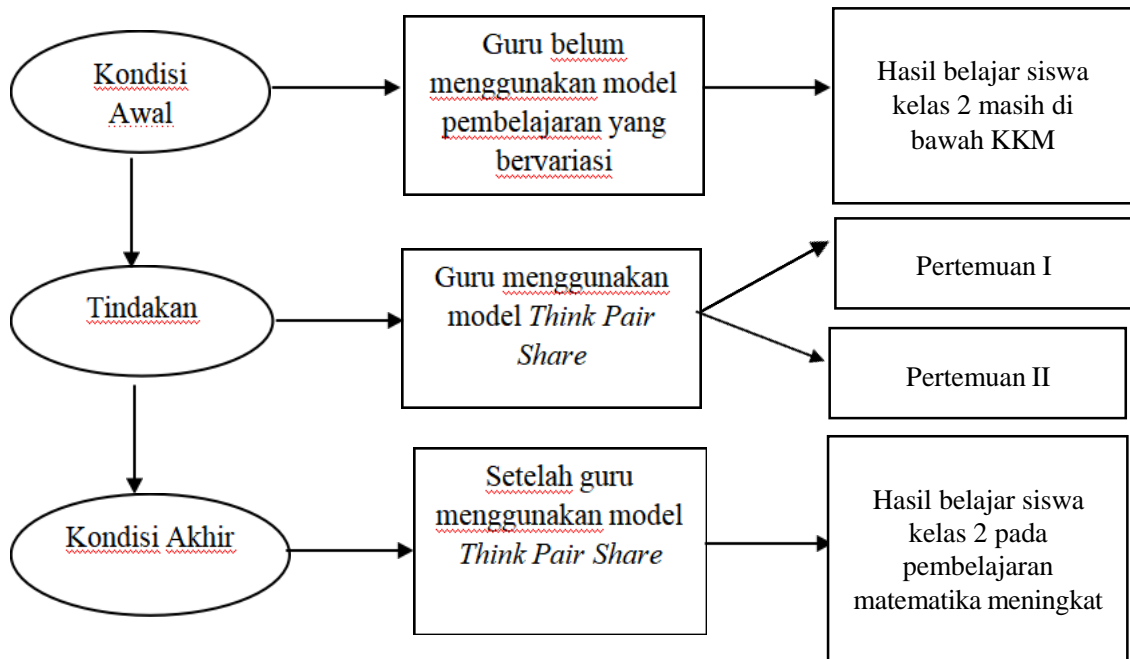 Kondisi
Awal
Guru belum
menggunakan model
pembelajaran yang
bervariasi
Hasil belajar siswa
kelas 2 masih di
bawah KKM
Tindakan
Guru menggunakan
model Think Pair
Share
Pertemuan I
Pertemuan II
Kondisi Akhir
Setelah guru
menggunakan model
Think Pair Share
Hasil belajar siswa
kelas 2 pada
pembelajaran
matematika meningkat